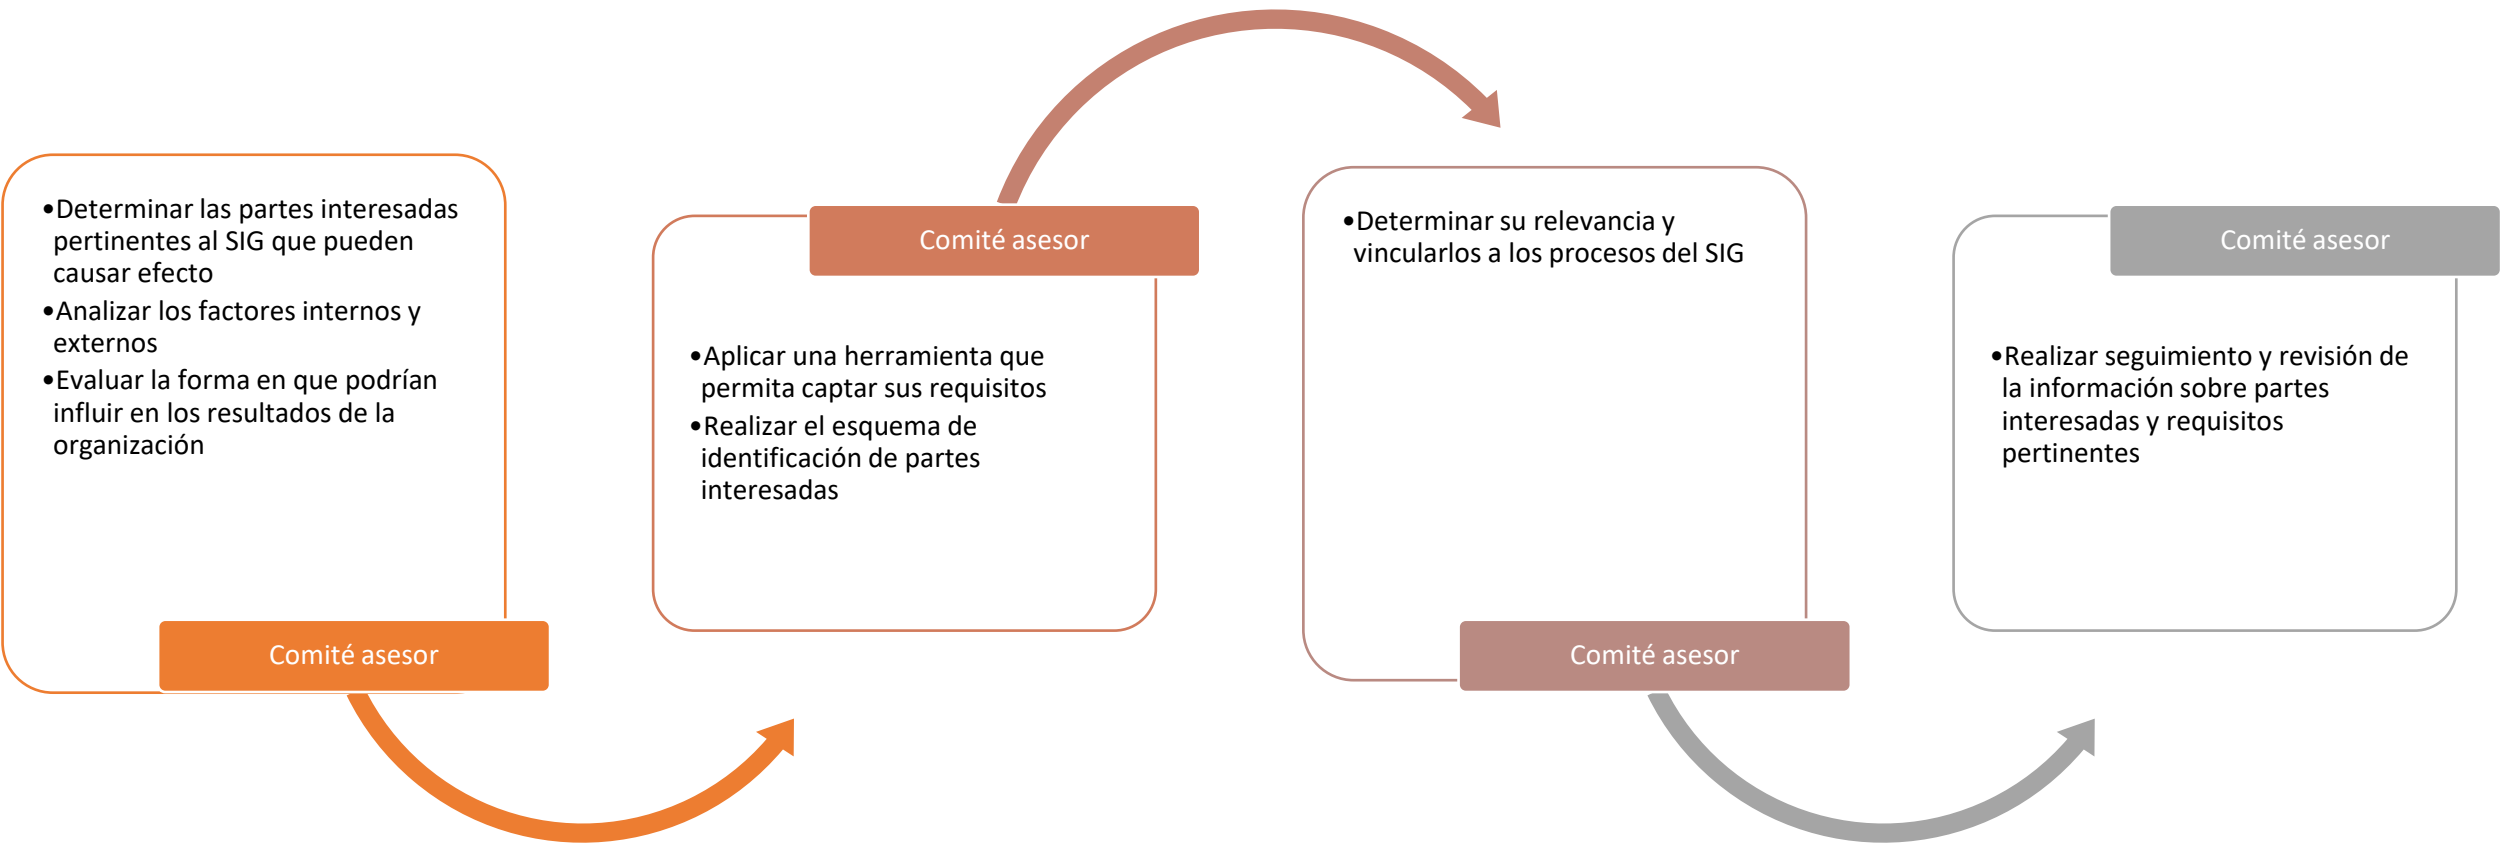 •Determinar las partes interesadas
pertinentes al SIG que pueden
causar efecto
•Analizar los factores internos y
externos
•Evaluar la forma en que podrían
influir en los resultados de la
organización
Comité asesor
Comité asesor
•Aplicar una herramienta que
permita captar sus requisitos
•Realizar el esquema de
identificación de partes
interesadas
•Determinar su relevancia y
vincularlos a los procesos del SIG
Comité asesor
Comité asesor
•Realizar seguimiento y revisión de
la información sobre partes
interesadas y requisitos
pertinentes